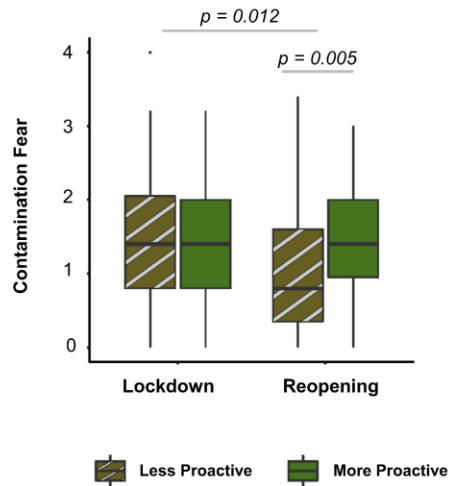 p = 0.012
p = 0.005
Contamination Fear
4
3
2
1
0
Lockdown Reopening
Less Proactive More Proactive